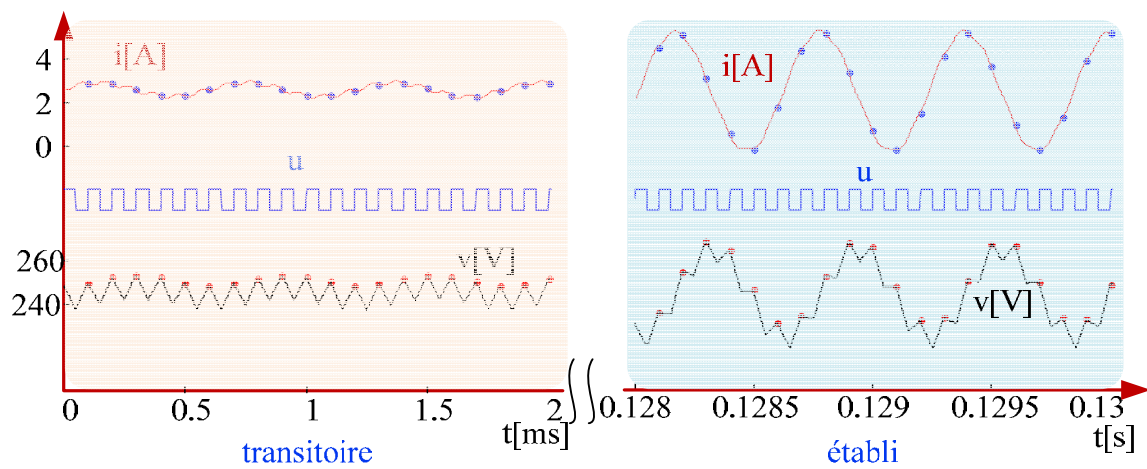 4
2
0
i[A]
u
260
240
v[V]
0
0.5
1
1.5
2
t[ms]
transitoire
i[A]
u
v[V]
0.128
0.1285
0.129
0.1295
0.13
t[s]
établi